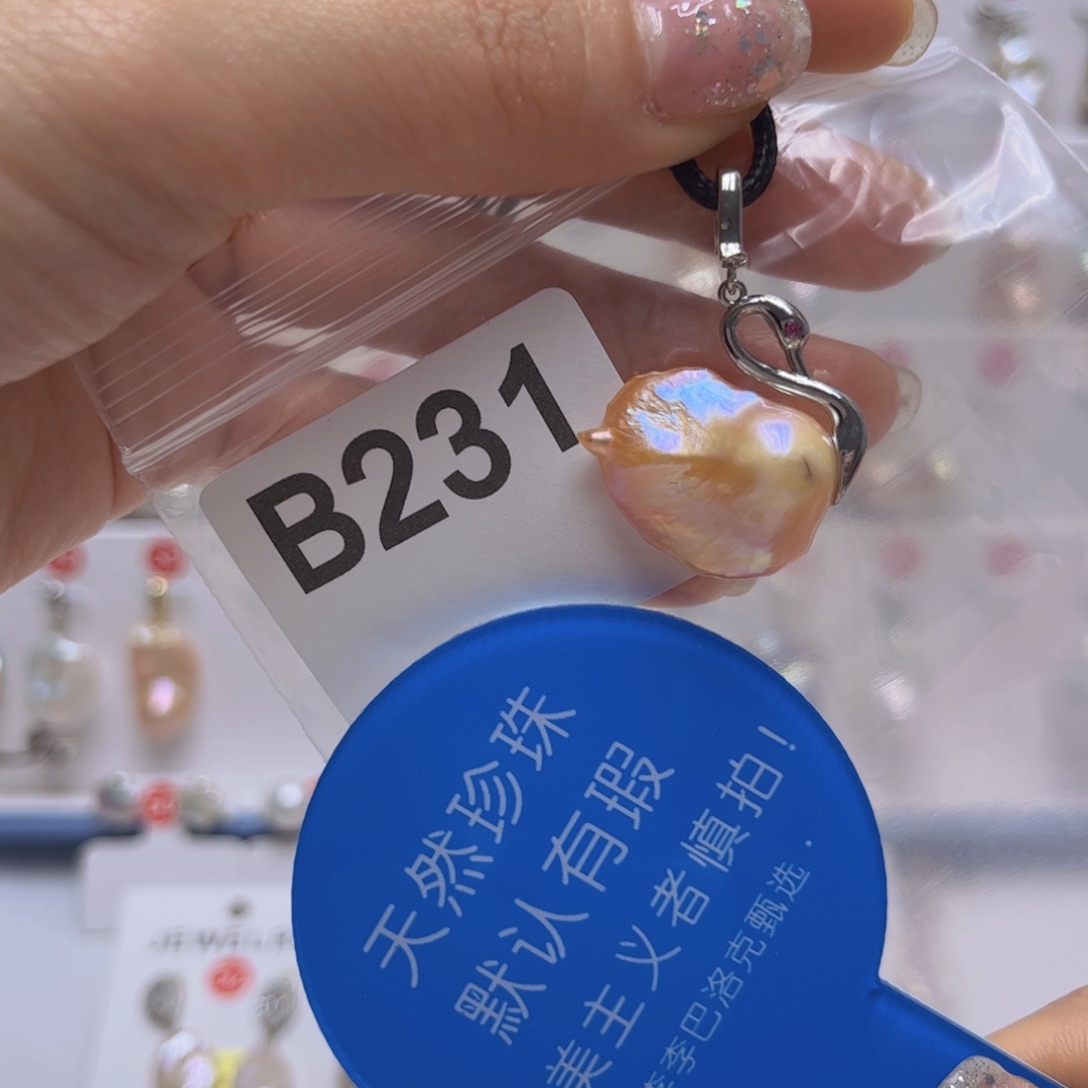 B231
天然珍珠
默认有瑕
美主义者慎拍！
李巴洛克甄选.
JEWELR